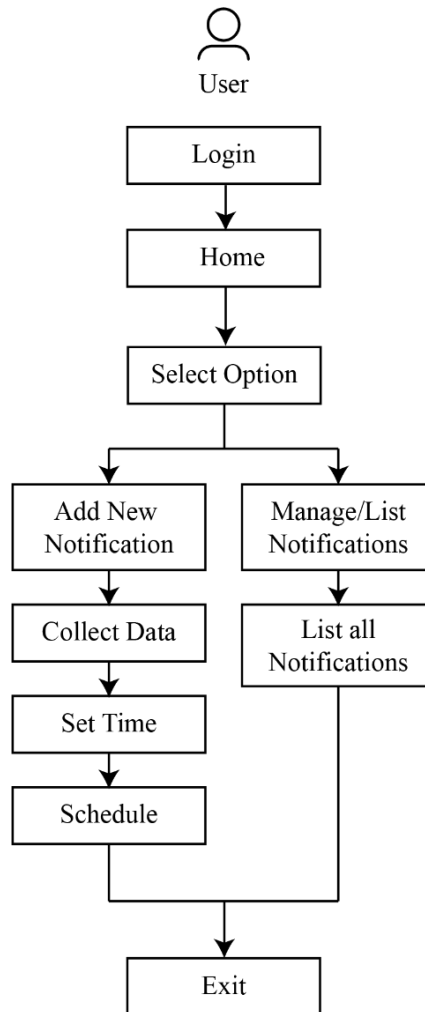 User
Login
Home
Select Option
Add New
Notification
Collect Data
Set Time
Schedule
Manage/List
Notifications
List all
Notifications
Exit